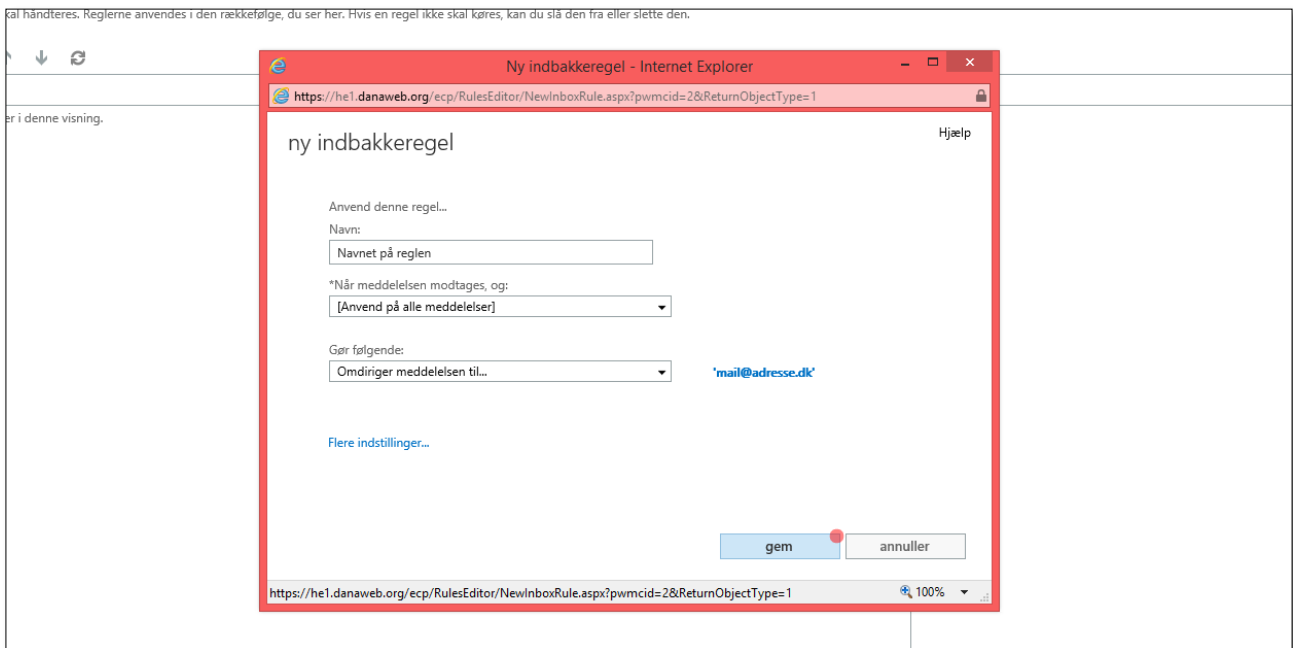 kal håndteres. Reglerne anvendes i den rækkefølge, du ser her. Hvis en regel ikke skal køres, kan du slå den fra eller slette den.
Ny indbakkeregel - Internet Explorer
https://he1.danaweb.org/ecp/RulesEditor/NewInboxRule.aspx?pwmcid=2&ReturnObjectType=1
er i denne visning.
Hjælp
ny indbakkeregel
Anvend denne regel...
Navn:
Navnet på reglen
*Når meddelelsen modtages, og:
[Anvend på alle meddelelser]
Gør følgende:
Omdiriger meddelelsen til...
'mail@adresse.dk'
Flere indstillinger...
gem
annuller
https://he1.danaweb.org/ecp/RulesEditor/NewInboxRule.aspx?pwmcid=2&ReturnObjectType=1
100%